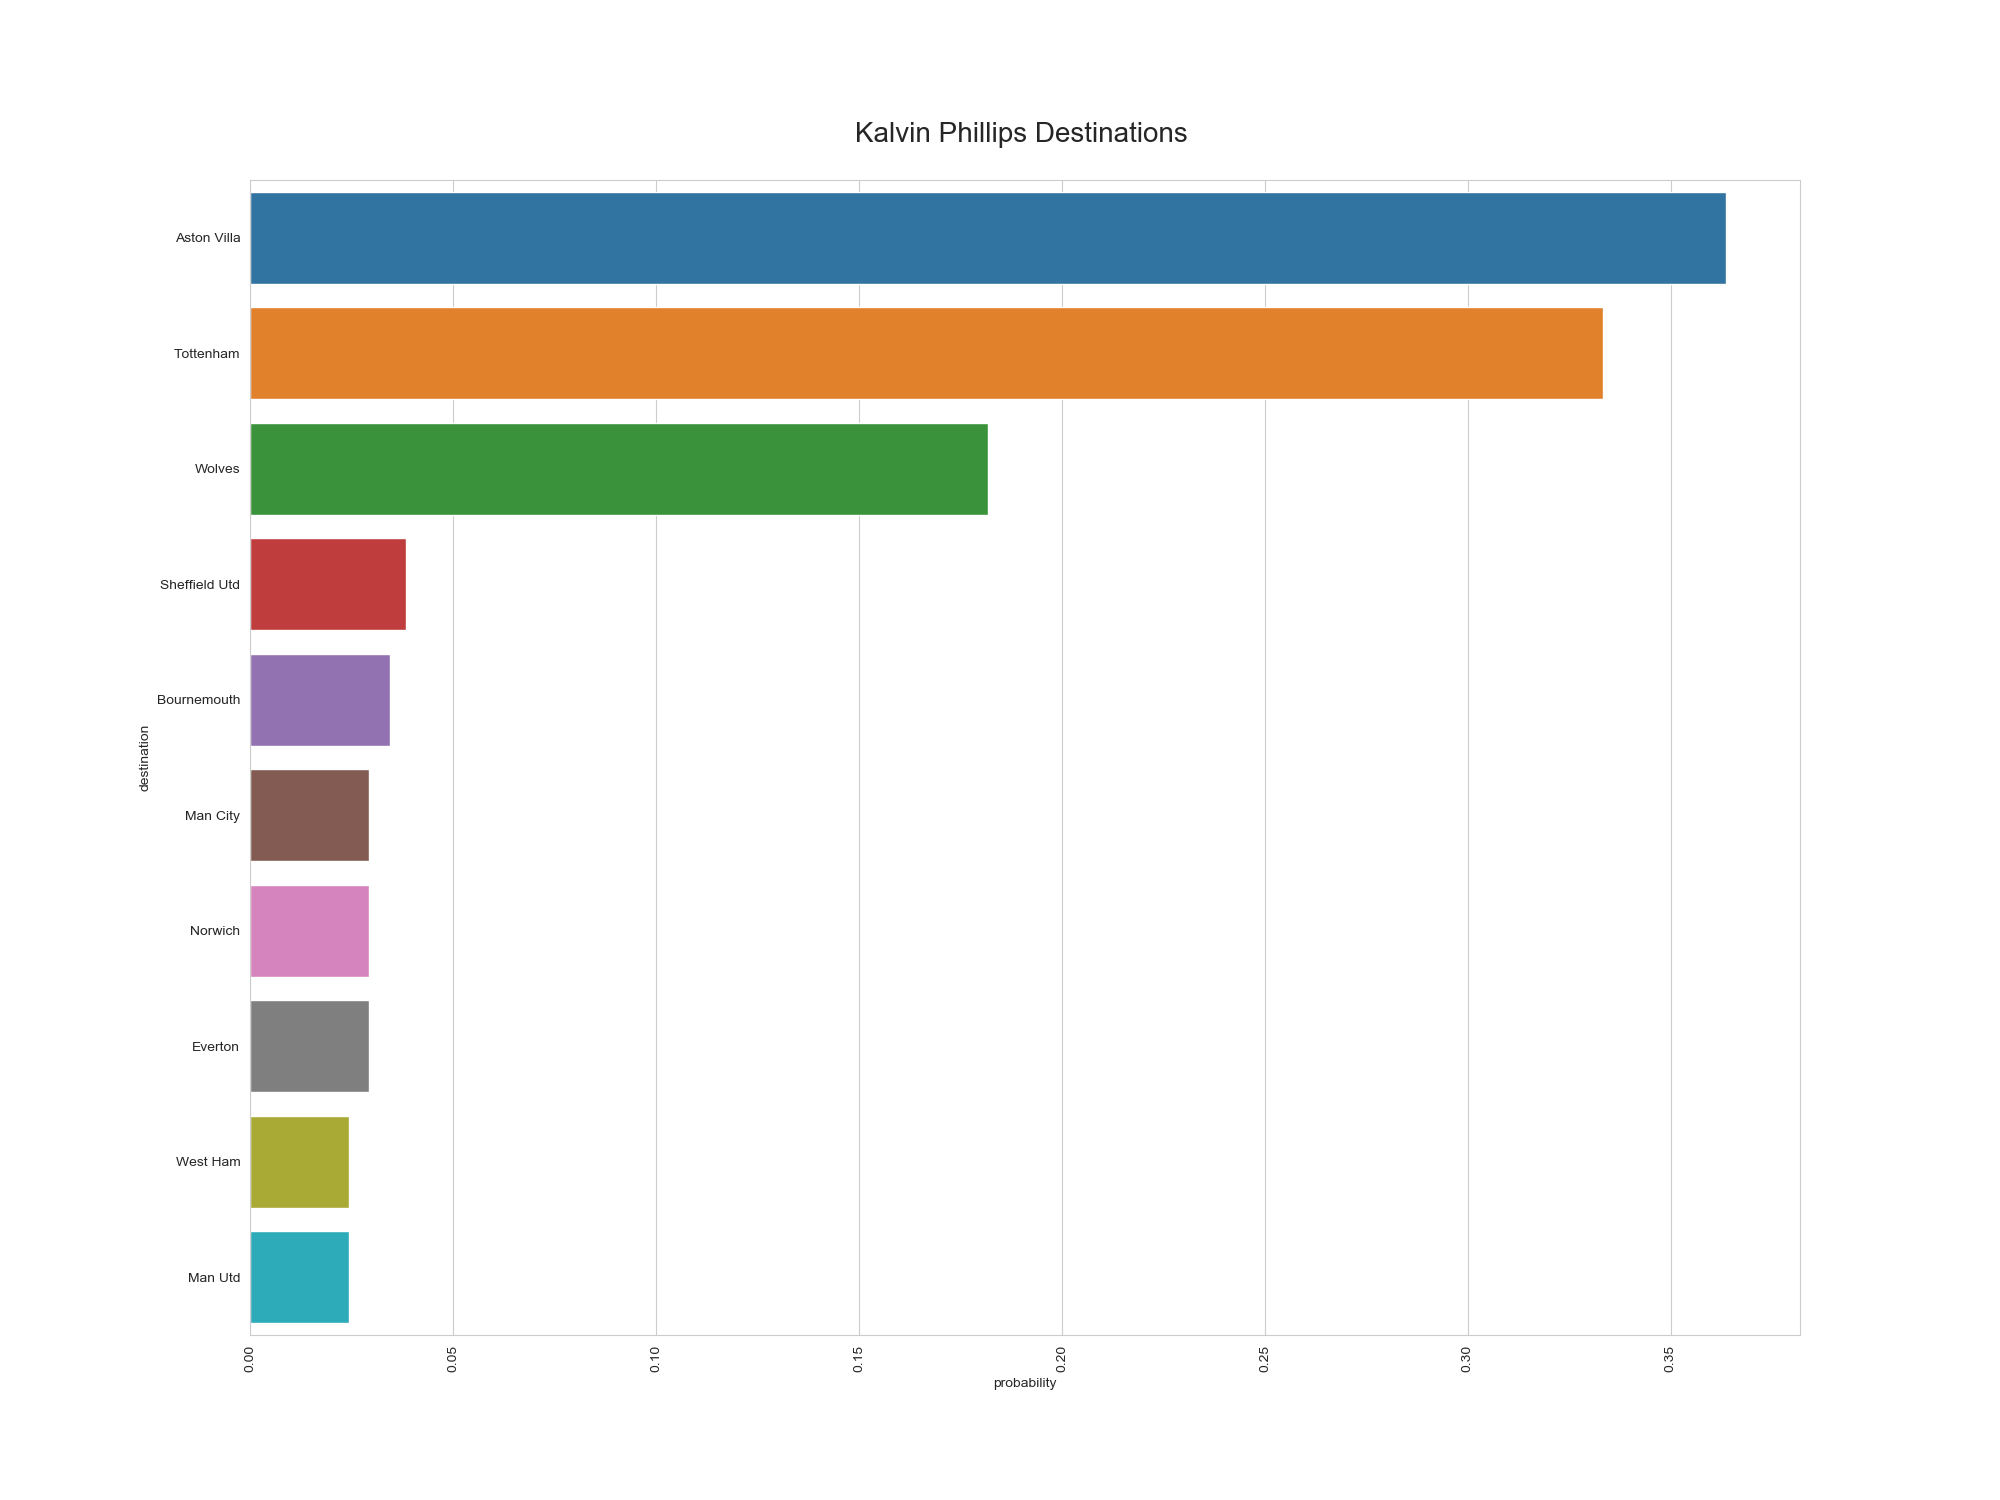 Kalvin Phillips Destinations
Aston Villa
Tottenham
Wolves
Sheffield Utd
Bournemouth
Man City
Norwich
Everton
West Ham
Man Utd
destination
0.00 0.05 0.10 0.15 0.20 0.25 0.30 0.35
probability